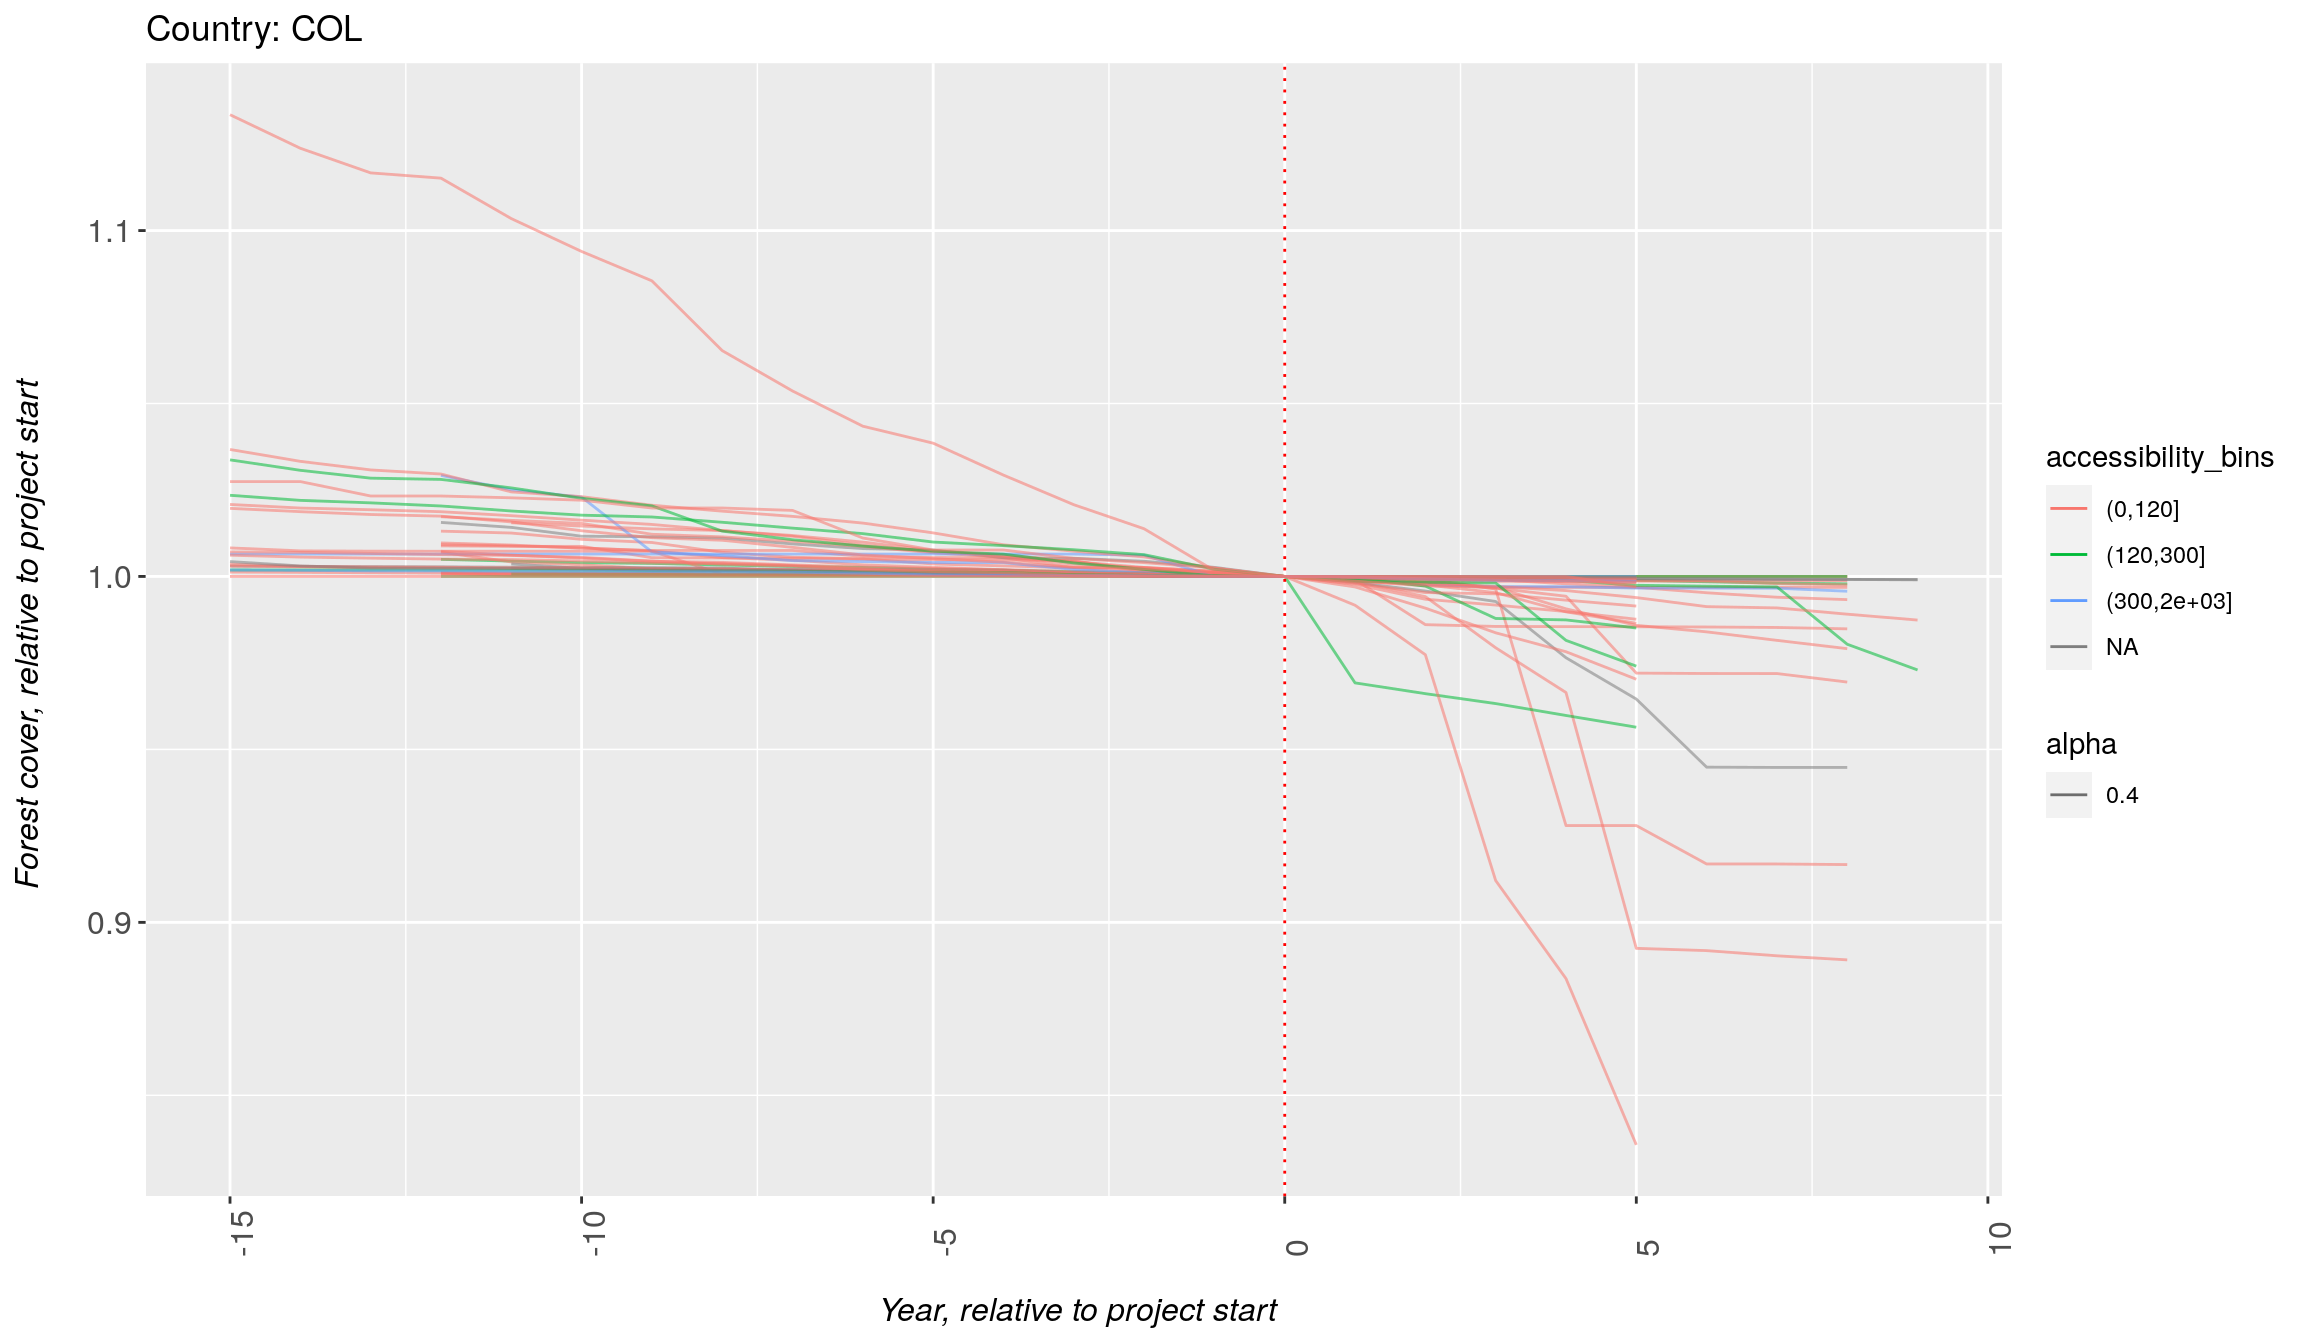 Country: COL
Forest cover, relative to project start
1.1
1.0
0.9
-15
-10
-5
0
5
10
Year, relative to project start
accessibility_bins
(0,120]
(120,300]
(300,2e+03]
NA
alpha
0.4